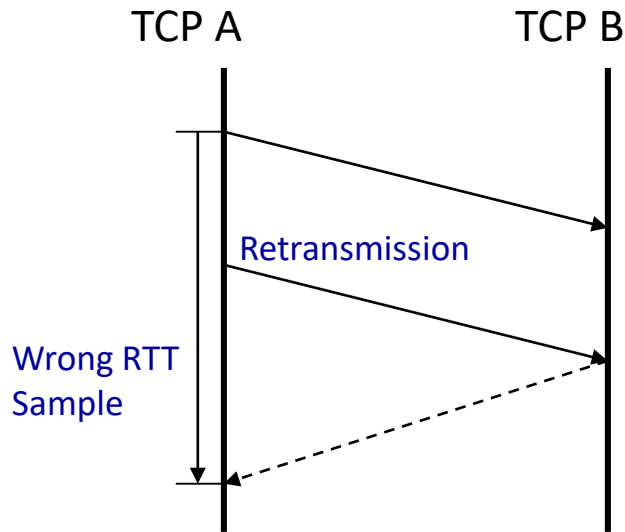 TCP A
TCP B
Retransmission
Wrong RTT
Sample